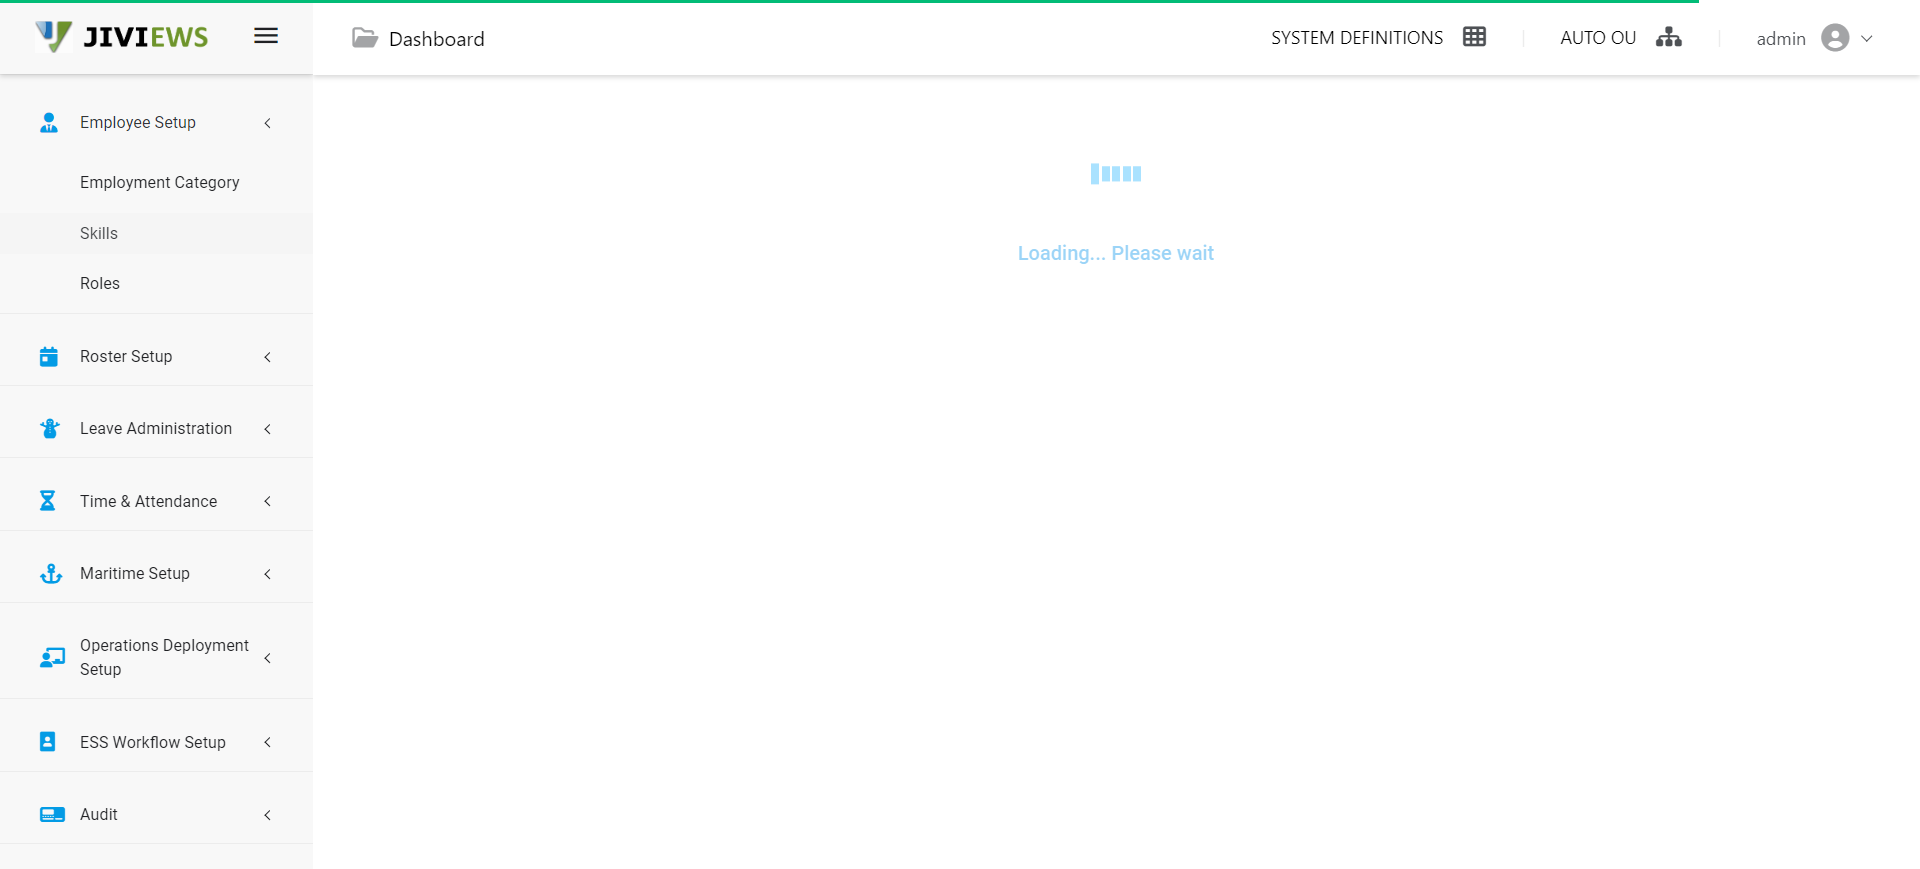 JIVIEWS
Dashboard
SYSTEM DEFINITIONS
AUTO OU
admin
Employee Setup
Employment Category
Skills
Roles
Roster Setup
Leave Administration
Time & Attendance
Maritime Setup
Operations Deployment
Setup
ESS Workflow Setup
Audit
Loading... Please wait